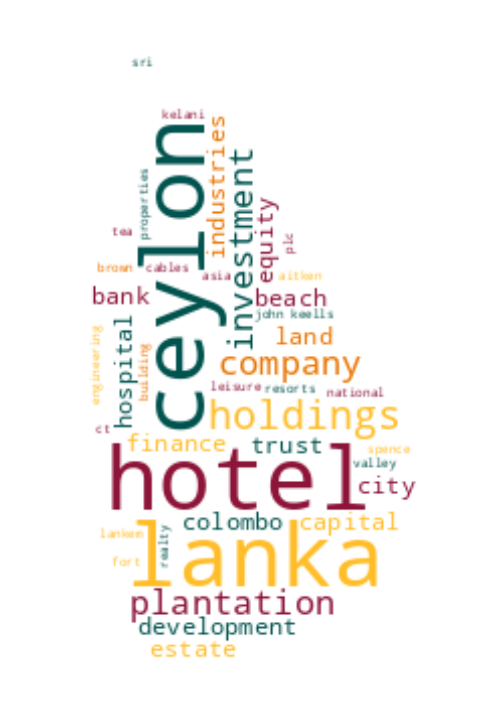 sri
kelani
ceylon
industries
investment
properties
equity
plc
tea
brown
cables
asia
aitken
bank
beach
john keells
hospital
engineering
building
land
company
leisure
resorts
national
holdings
ct
finance
trust
spence
valley
hotel
city
colombo
capital
lanka
lankem
realty
fort
plantation
development
estate